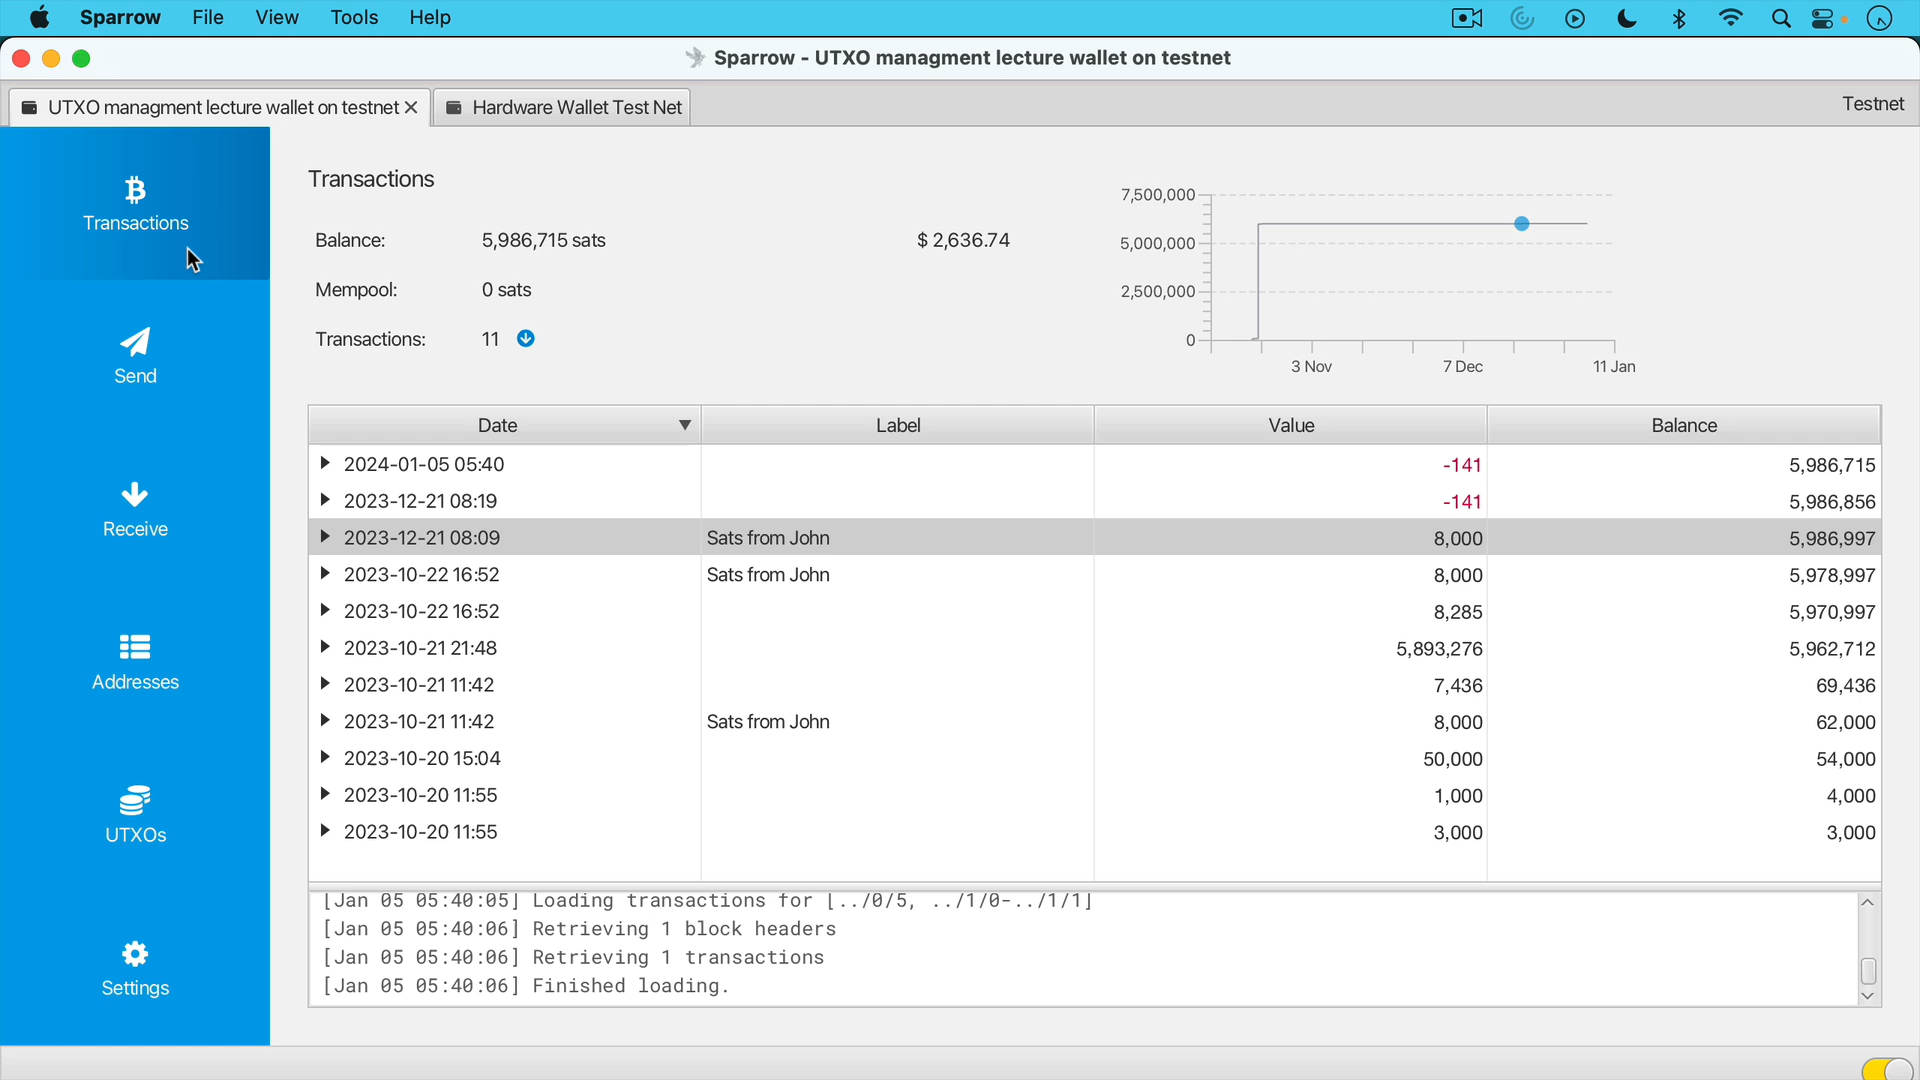 Sparrow File View Tools Help
Sparrow - UTXO managment lecture wallet on testnet
UTXO managment lecture wallet on testnet Hardware Wallet Test Net Testnet
Transactions
Send
Receive
Addresses
UTXOs
Settings
Transactions
Balance: 5,986,715 sats $ 2,636.74
Mempool: 0 sats
Transactions: 11
7,500,000
5,000,000
2,500,000
0
3 Nov 7 Dec 11 Jan
Date Label Value Balance
2024-01-05 05:40 -141 5,986,715
2023-12-21 08:19 -141 5,986,856
2023-12-21 08:09 Sats from John 8,000 5,986,997
2023-10-22 16:52 Sats from John 8,000 5,978,997
2023-10-22 16:52 8,285 5,970,997
2023-10-21 21:48 5,893,276 5,962,712
2023-10-21 11:42 7,436 69,436
2023-10-21 11:42 Sats from John 8,000 62,000
2023-10-20 15:04 50,000 54,000
2023-10-20 11:55 1,000 4,000
2023-10-20 11:55 3,000 3,000
[Jan 05 05:40:05] Loading transactions for [../0/5, ../1/0-../1/1]
[Jan 05 05:40:06] Retrieving 1 block headers
[Jan 05 05:40:06] Retrieving 1 transactions
[Jan 05 05:40:06] Finished loading.